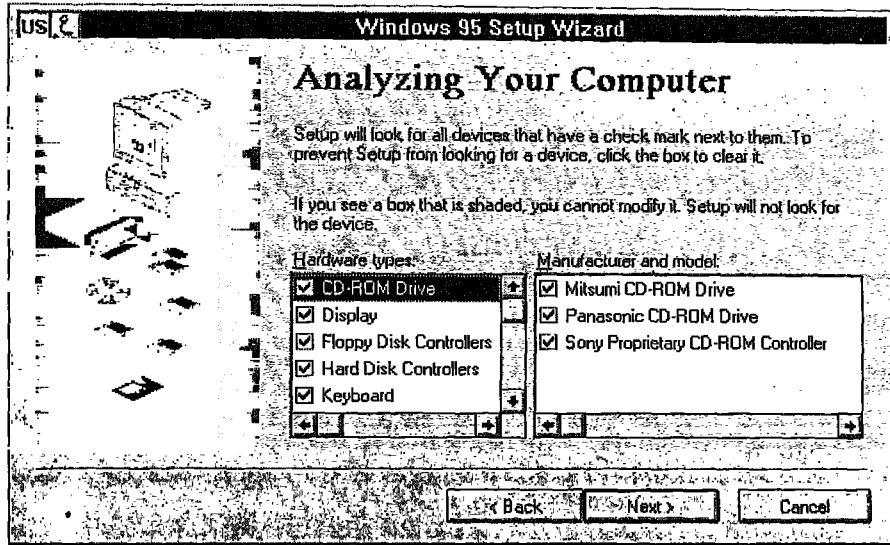 US
Windows 95 Setup Wizard
Analyzing Your Computer
Setup will look for all devices that have a check mark next to them. To
prevent Setup from looking for a device, click the box to clear it.
If you see a box that is shaded, you cannot modify it. Setup will not look for
the device.
Hardware types:
CD-ROM Drive
Display
Floppy Disk Controllers
Hard Disk Controllers
Keyboard
Manufacturer and model:
Mitsumi CD-ROM Drive
Panasonic CD-ROM Drive
Sony Proprietary CD-ROM Controller
< Back
Next >
Cancel